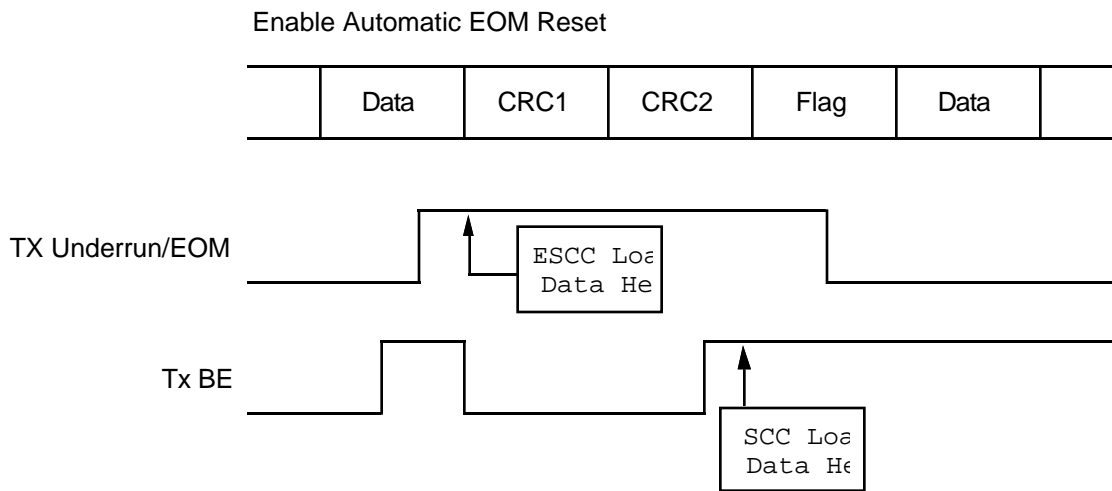 Enable Automatic EOM Reset
Data CRC1 CRC2 Flag Data
TX Underrun/EOM
ESCC Loa
Data He
Tx BE
SCC Loa
Data He